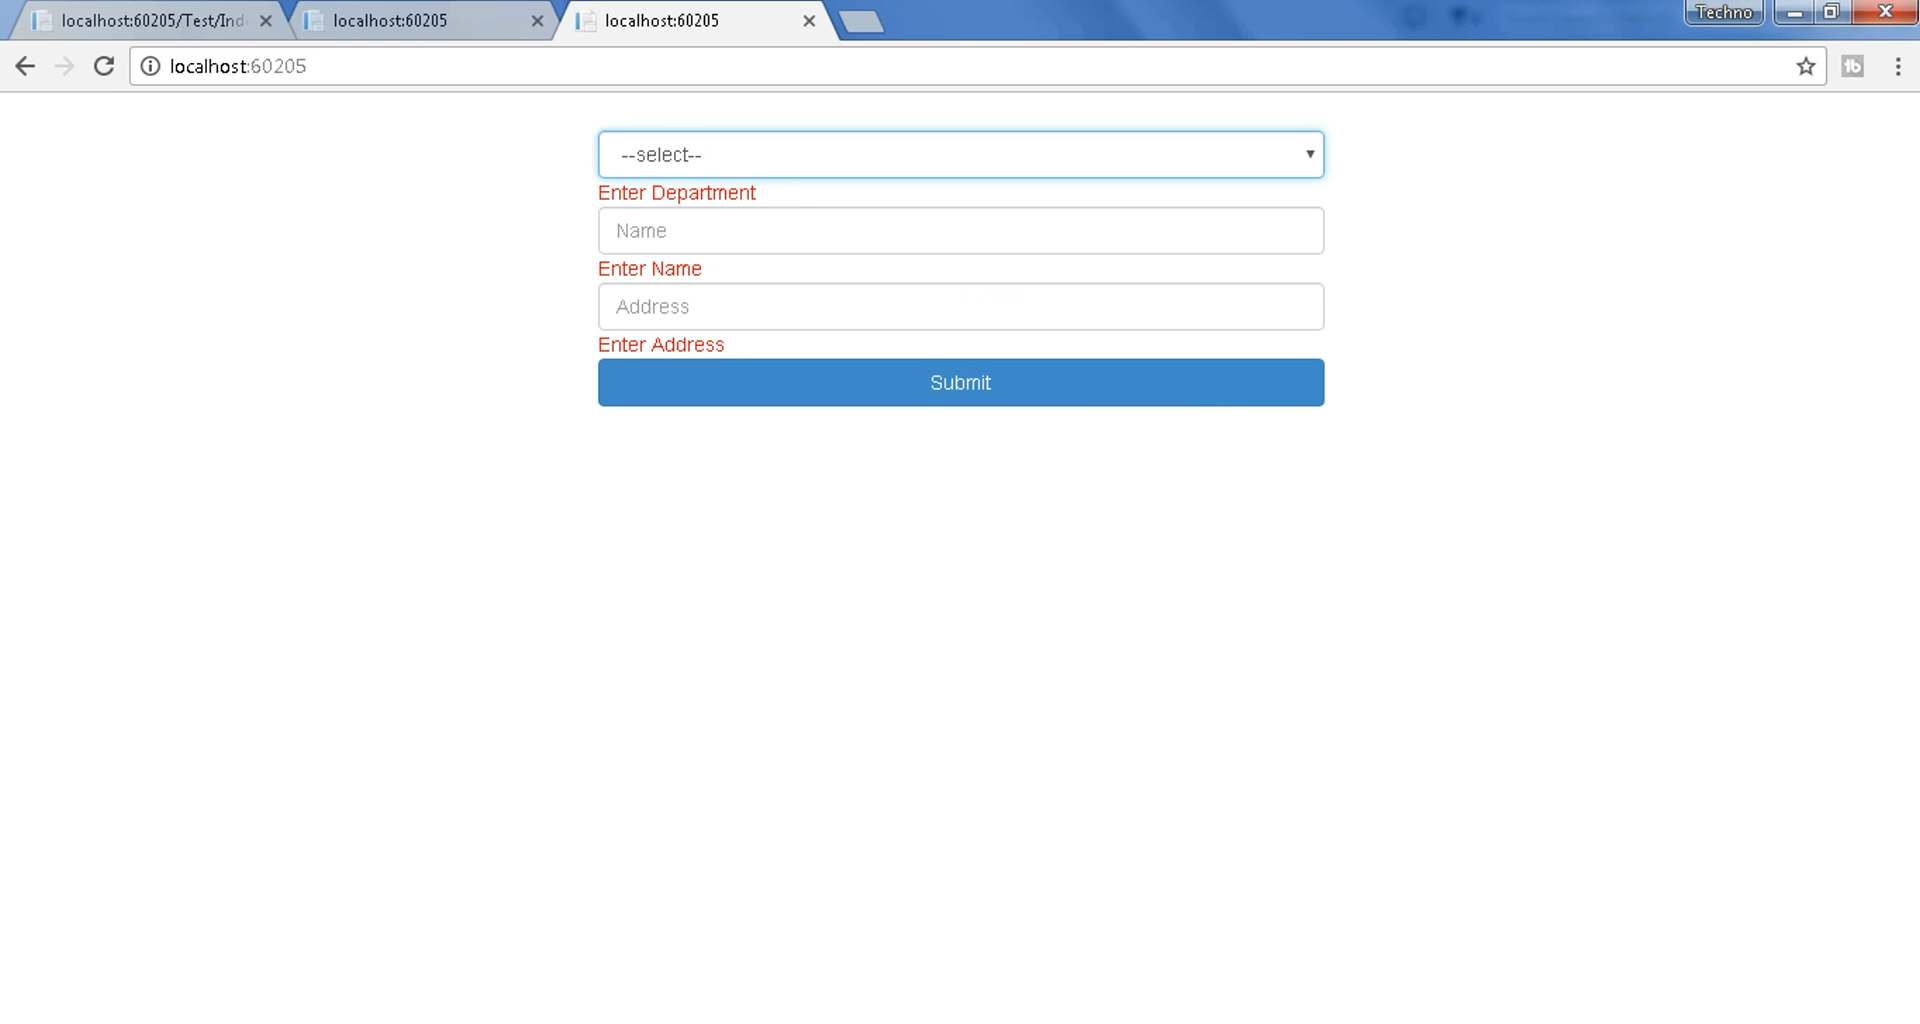 localhost:60205/Test/Ind
localhost:60205
localhost:60205
Techno
localhost:60205
--select--
Enter Department
Name
Enter Name
Address
Enter Address
Submit